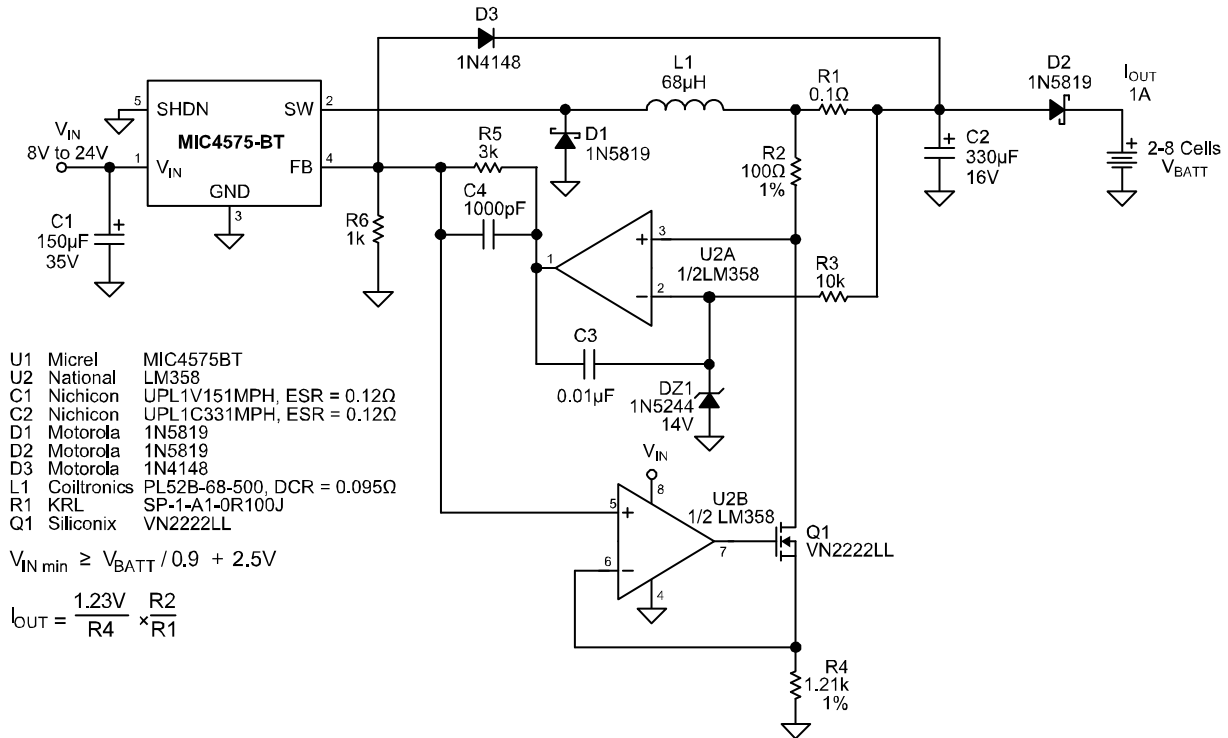 D3
1N4148
L1
68µH
R1
0.1Ω
D2
1N5819
I_OUT
1A
5
SHDN
SW
2
MIC4575-BT
V_IN
8V to 24V
1
V_IN
FB
4
GND
3
C1
150µF
35V
+
R5
3k
C4
1000pF
R6
1k
D1
1N5819
R2
100Ω
1%
+
C2
330µF
16V
+
2-8 Cells
V_BATT
+
3
1
U2A
1/2LM358
−
2
R3
10k
C3
0.01µF
DZ1
1N5244
14V
U1 Micrel MIC4575BT
U2 National LM358
C1 Nichicon UPL1V151MPH, ESR = 0.12Ω
C2 Nichicon UPL1C331MPH, ESR = 0.12Ω
D1 Motorola 1N5819
D2 Motorola 1N5819
D3 Motorola 1N4148
L1 Coiltronics PL52B-68-500, DCR = 0.095Ω
R1 KRL SP-1-A1-0R100J
Q1 Siliconix VN2222LL
V_IN min ≥ V_BATT / 0.9 + 2.5V
I_OUT = 1.23V/R4 × R2/R1
V_IN
8
5
+
U2B
1/2 LM358
7
6
−
4
Q1
VN2222LL
R4
1.21k
1%